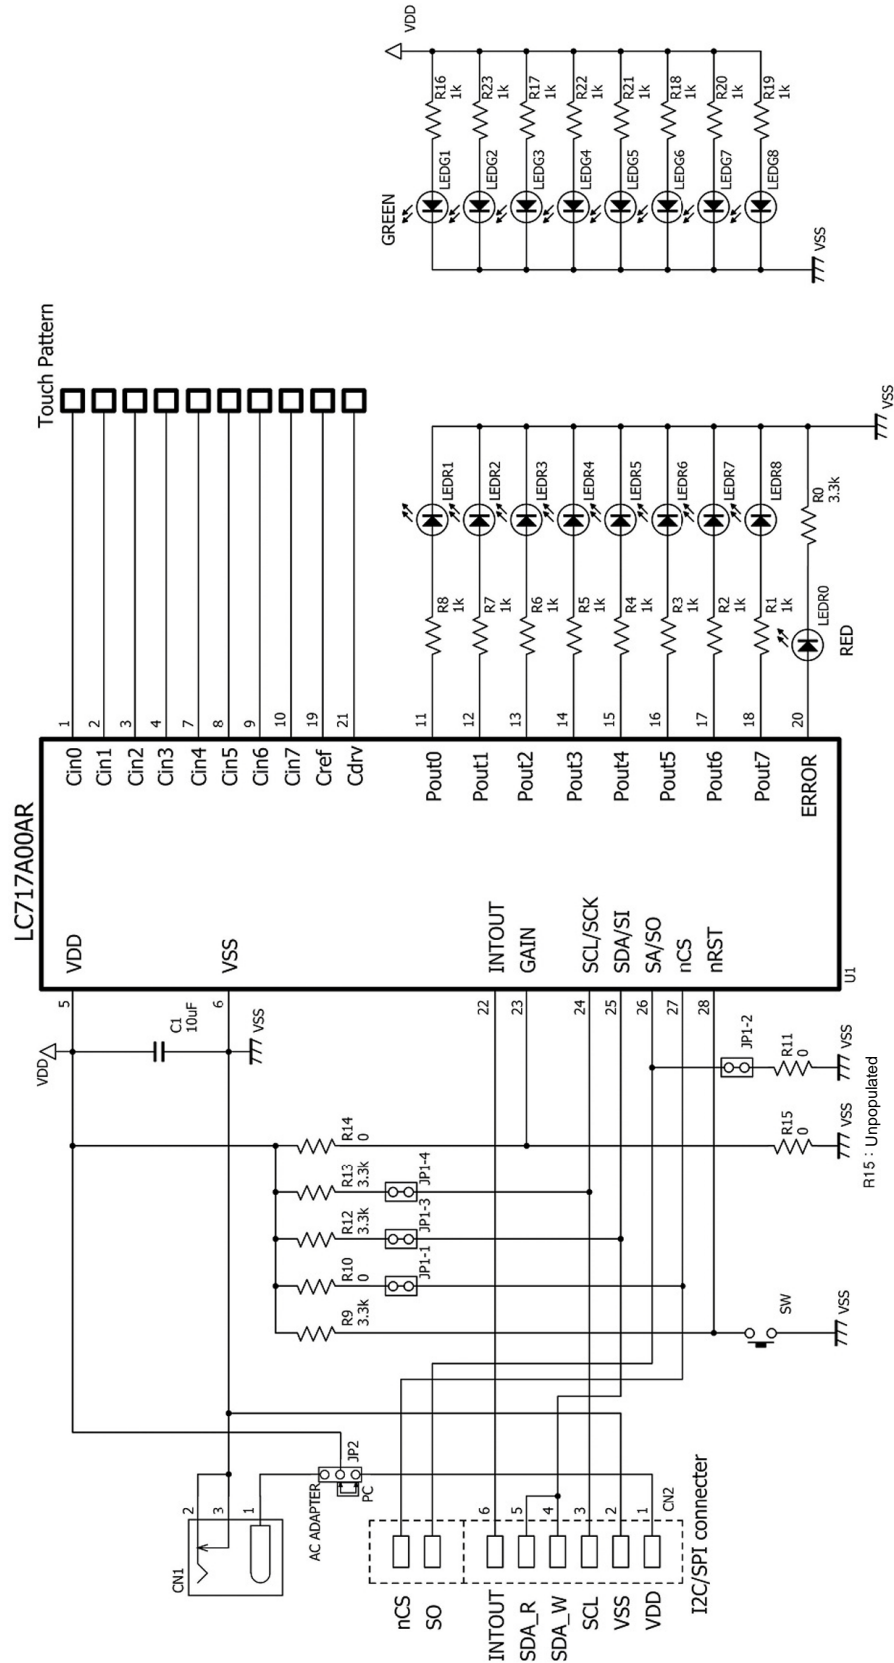 LC717A00AR
VDD
C1
10uF
VDD
5
VSS
6
VSS
INTOUT
22
GAIN
23
SCL/SCK
24
SDA/SI
25
SA/SO
26
nCS
27
nRST
28
U1
Cin0
1
Cin1
2
Cin2
3
Cin3
4
Cin4
7
Cin5
8
Cin6
9
Cin7
10
Cref
19
Cdrv
21
Touch Pattern
Pout0
11
Pout1
12
Pout2
13
Pout3
14
Pout4
15
Pout5
16
Pout6
17
Pout7
18
ERROR
20
R8
1k
LEDR1
R7
1k
LEDR2
R6
1k
LEDR3
R5
1k
LEDR4
R4
1k
LEDR5
R3
1k
LEDR6
R2
1k
LEDR7
R1
1k
LEDR8
LEDR0
RED
R0
3.3k
VSS
GREEN
VDD
LEDG1
R16
1k
LEDG2
R23
1k
LEDG3
R17
1k
LEDG4
R22
1k
LEDG5
R21
1k
LEDG6
R18
1k
LEDG7
R20
1k
LEDG8
R19
1k
VSS
R14
0
R13
3.3k
JP1-4
R12
3.3k
JP1-3
R10
0
JP1-1
R9
3.3k
JP1-2
R11
0
VSS
R15
0
VSS
R15 : Unpopulated
SW
VSS
CN1
2
3
1
AC ADAPTER
JP2
PC
nCS
SO
INTOUT
6
SDA_R
5
SDA_W
4
SCL
3
VSS
2
VDD
1
CN2
I2C/SPI connecter